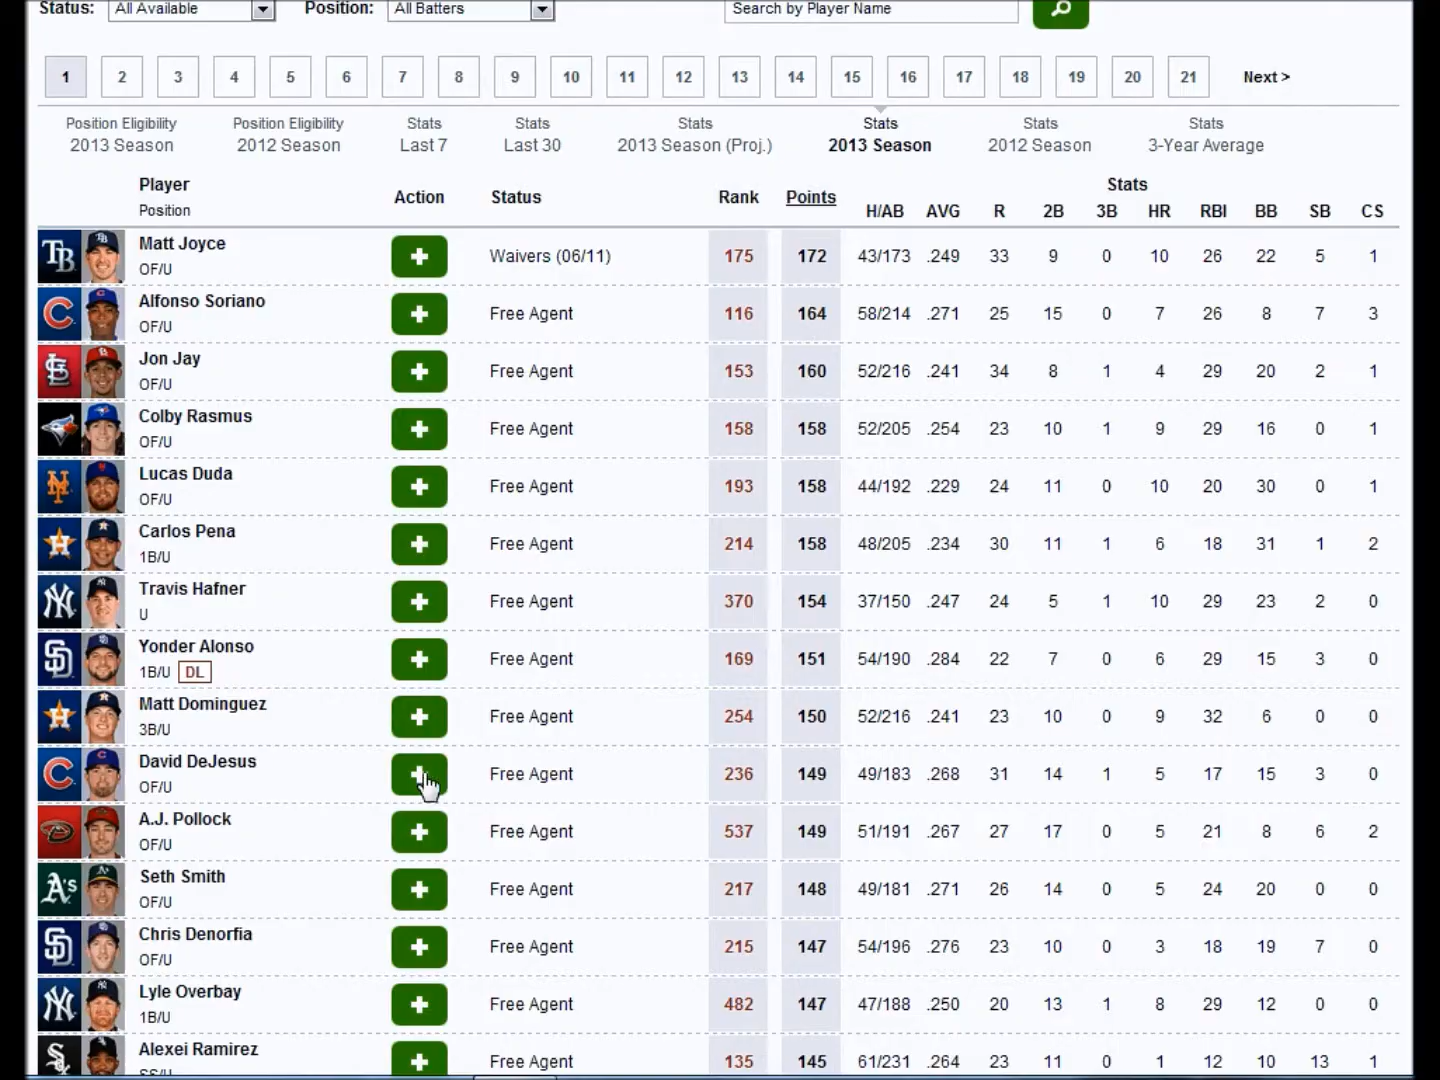 Status: All Available Position: All Batters Search by Player Name
1 2 3 4 5 6 7 8 9 10 11 12 13 14 15 16 17 18 19 20 21 Next >
Position Eligibility Position Eligibility Stats Stats Stats Stats Stats Stats
2013 Season 2012 Season Last 7 Last 30 2013 Season (Proj.) 2013 Season 2012 Season 3-Year Average
Player Stats
Action Status Rank Points
Position H/AB AVG R 2B 3B HR RBI BB SB CS
Matt Joyce
OF/U Waivers (06/11) 175 172 43/173 .249 33 9 0 10 26 22 5 1
Alfonso Soriano
OF/U Free Agent 116 164 58/214 .271 25 15 0 7 26 8 7 3
Jon Jay
OF/U Free Agent 153 160 52/216 .241 34 8 1 4 29 20 2 1
Colby Rasmus
OF/U Free Agent 158 158 52/205 .254 23 10 1 9 29 16 0 1
Lucas Duda
OF/U Free Agent 193 158 44/192 .229 24 11 0 10 20 30 0 1
Carlos Pena
1B/U Free Agent 214 158 48/205 .234 30 11 1 6 18 31 1 2
Travis Hafner
U Free Agent 370 154 37/150 .247 24 5 1 10 29 23 2 0
Yonder Alonso
1B/U DL Free Agent 169 151 54/190 .284 22 7 0 6 29 15 3 0
Matt Dominguez
3B/U Free Agent 254 150 52/216 .241 23 10 0 9 32 6 0 0
David DeJesus
OF/U Free Agent 236 149 49/183 .268 31 14 1 5 17 15 3 0
A.J. Pollock
OF/U Free Agent 537 149 51/191 .267 27 17 0 5 21 8 6 2
Seth Smith
OF/U Free Agent 217 148 49/181 .271 26 14 0 5 24 20 0 0
Chris Denorfia
OF/U Free Agent 215 147 54/196 .276 23 10 0 3 18 19 7 0
Lyle Overbay
1B/U Free Agent 482 147 47/188 .250 20 13 1 8 29 12 0 0
Alexei Ramirez
SS/U Free Agent 135 145 61/231 .264 23 11 0 1 12 10 13 1